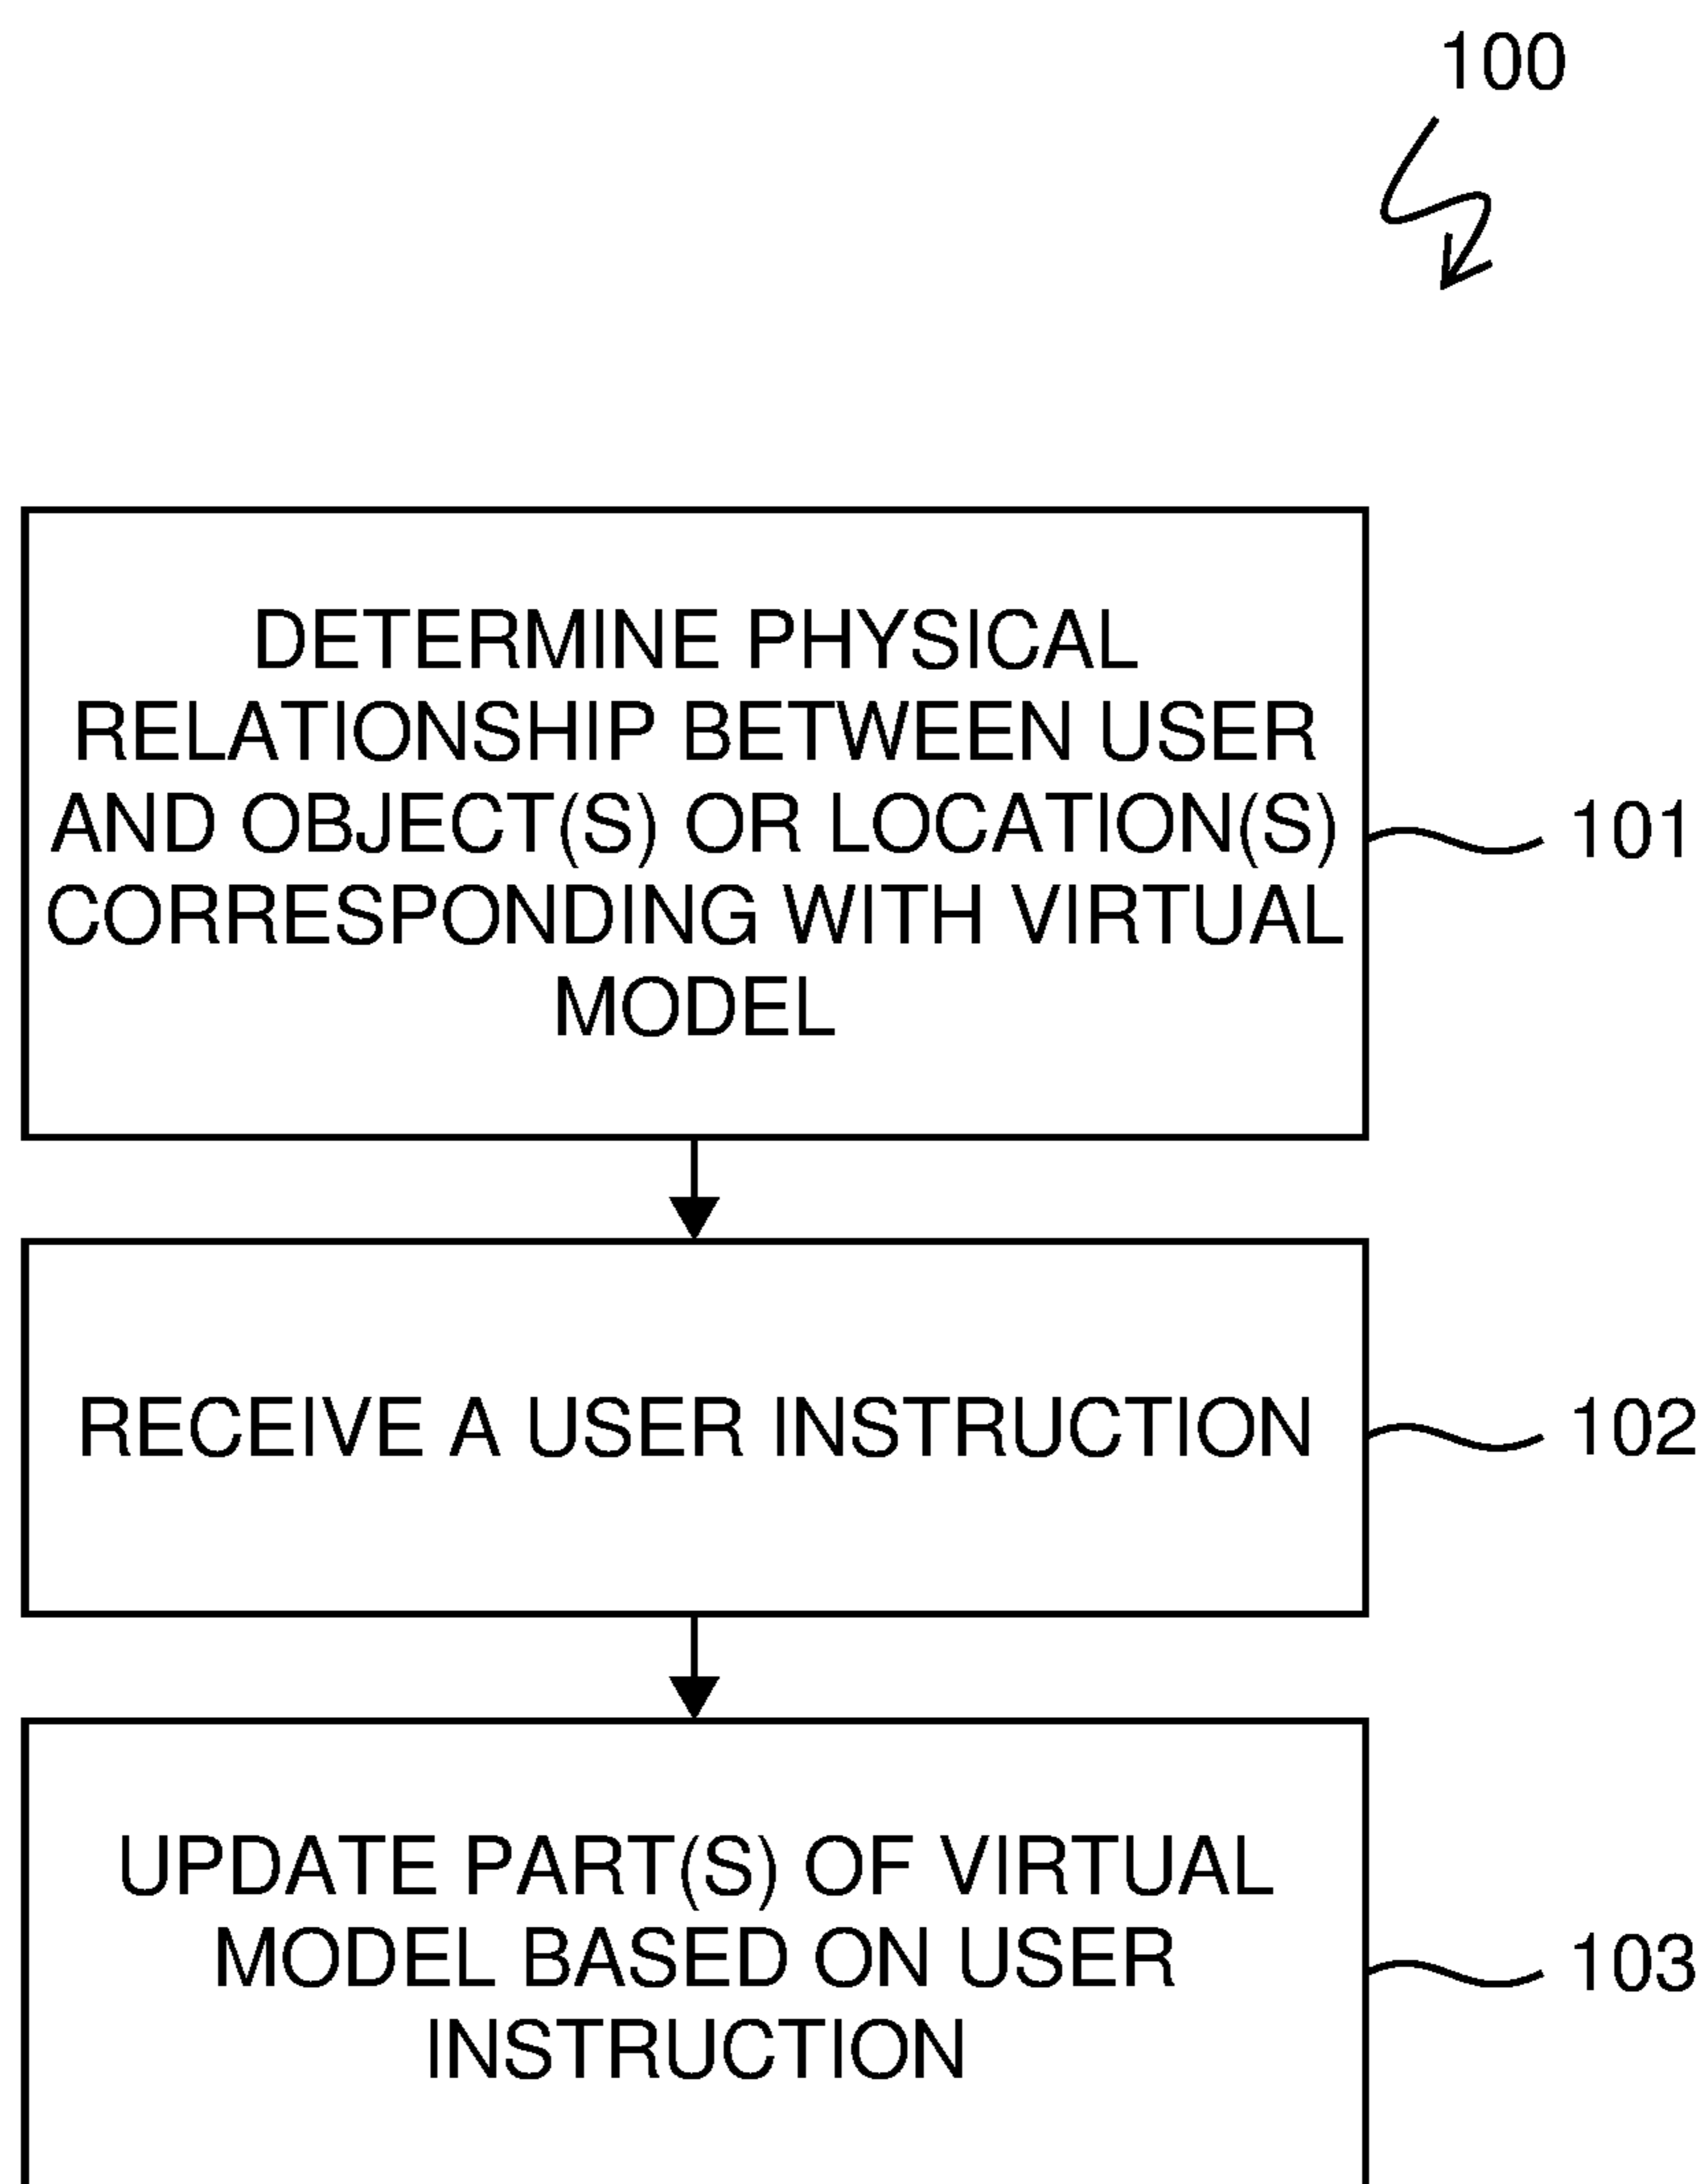 100
DETERMINE PHYSICAL
RELATIONSHIP BETWEEN USER
AND OBJECT(S) OR LOCATION(S)
CORRESPONDING WITH VIRTUAL
MODEL
101
RECEIVE A USER INSTRUCTION
102
UPDATE PART(S) OF VIRTUAL
MODEL BASED ON USER
INSTRUCTION
103